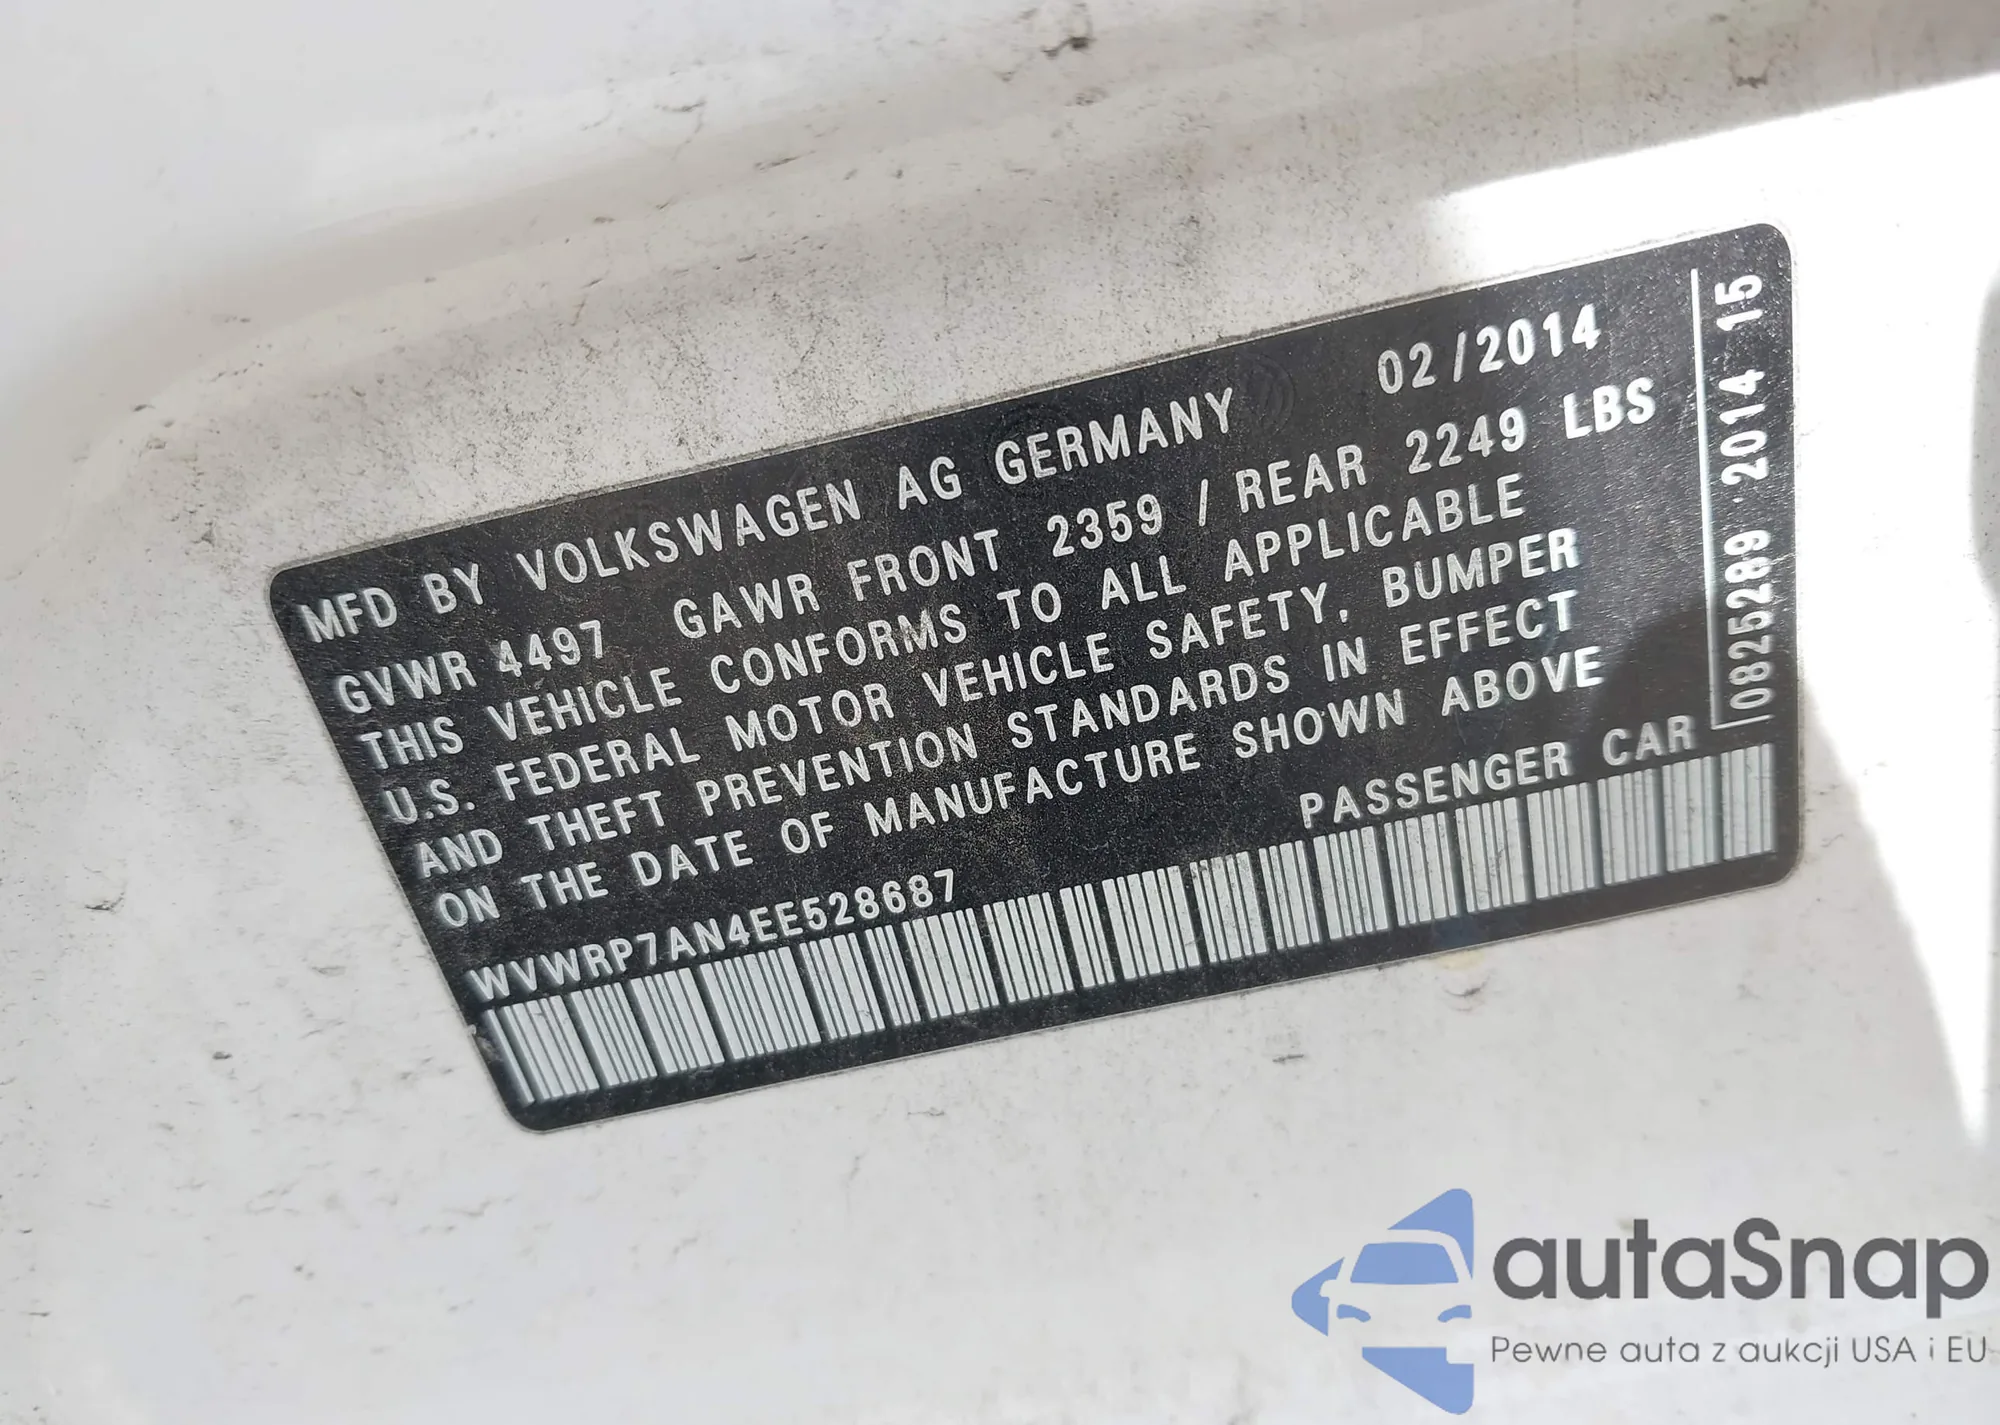 MFD BY VOLKSWAGEN AG GERMANY 02/2014
GVWR 4497 GAWR FRONT 2359 / REAR 2249 LBS
THIS VEHICLE CONFORMS TO ALL APPLICABLE
U.S. FEDERAL MOTOR VEHICLE SAFETY, BUMPER
AND THEFT PREVENTION STANDARDS IN EFFECT
ON THE DATE OF MANUFACTURE SHOWN ABOVE
PASSENGER CAR
WVWRP7AN4EE528687
0825289 2014 15
autaSnap
Pewne auta z aukcji USA i EU